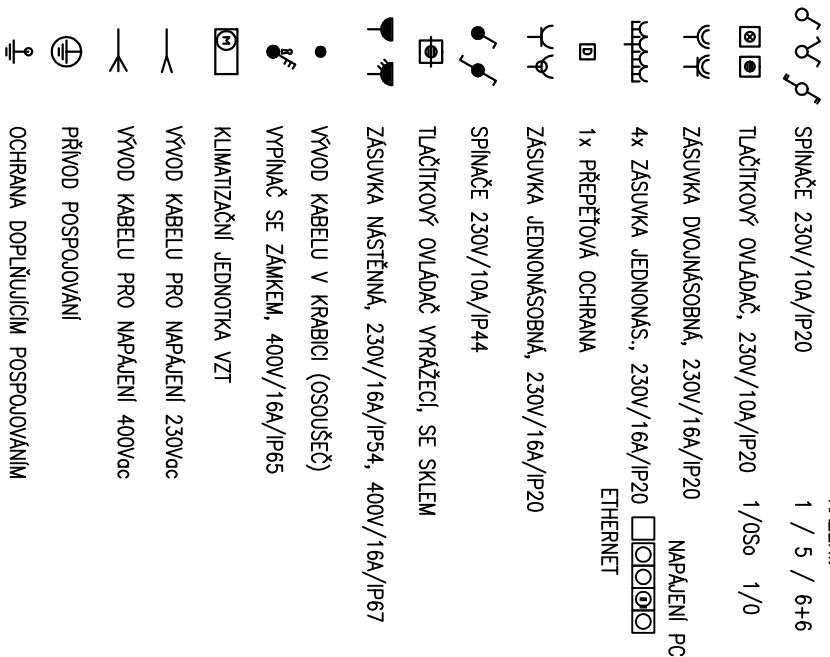 SPÍNAČE 230V/10A/IP20 1 / 5 / 6+6
TLAČÍTKOVÝ OVLÁDAČ, 230V/10A/IP20 1/0So 1/0
ZÁSUVKA DVOJNÁSOBNÁ, 230V/16A/IP20
NAPÁJENÍ PC
4x ZÁSUVKA JEDNONÁS., 230V/16A/IP20
ETHERNET
D 1x PŘEPĚŤOVÁ OCHRANA
ZÁSUVKA JEDNONÁSOBNÁ, 230V/16A/IP20
SPÍNAČE 230V/10A/IP44
TLAČÍTKOVÝ OVLÁDAČ VYRÁŽECÍ, SE SKLEM
ZÁSUVKA NÁSTĚNNÁ, 230V/16A/IP54, 400V/16A/IP67
VÝVOD KABELU V KRABICI (OSOUŠEČ)
VYPÍNAČ SE ZÁMKEM, 400V/16A/IP65
M KLIMATIZAČNÍ JEDNOTKA VZT
VÝVOD KABELU PRO NAPÁJENÍ 230Vac
VÝVOD KABELU PRO NAPÁJENÍ 400Vac
PŘÍVOD POSPOJOVÁNÍ
OCHRANA DOPLŇUJÍCÍM POSPOJOVÁNÍM